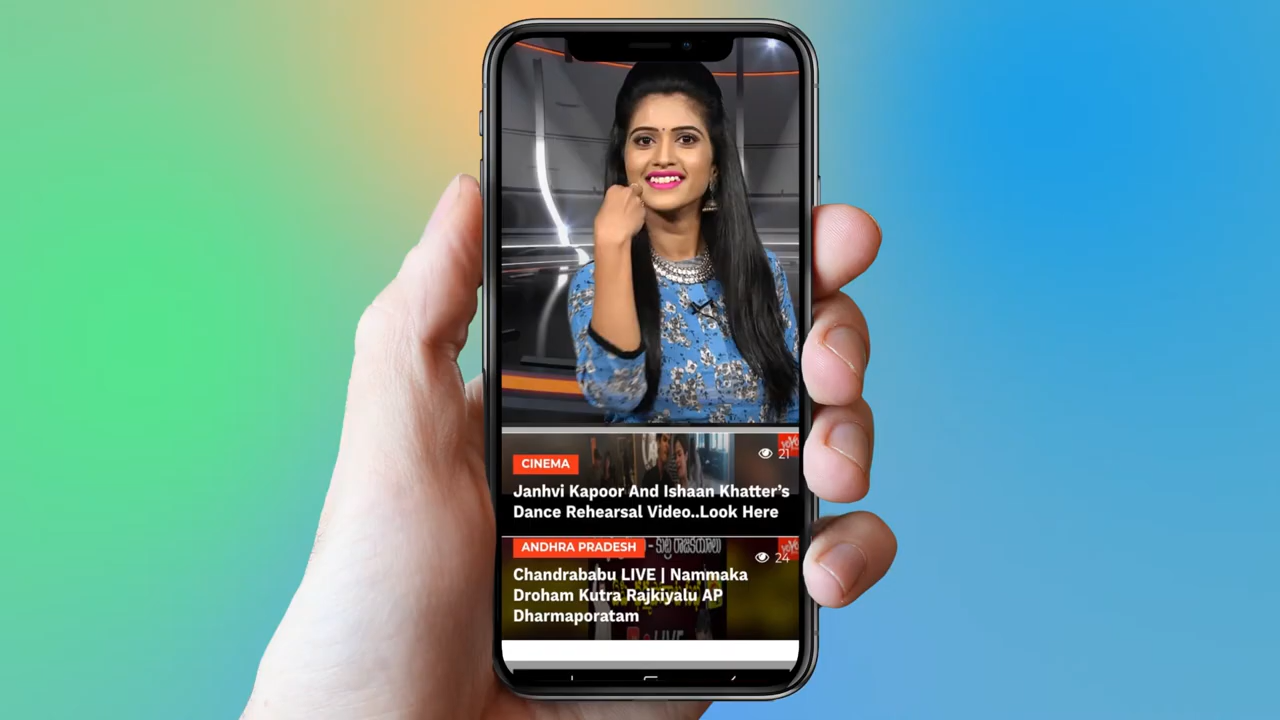 CINEMA
21
Janhvi Kapoor And Ishaan Khatter’s
Dance Rehearsal Video..Look Here
ANDHRA PRADESH
24
Chandrababu LIVE | Nammaka
Droham Kutra Rajkiyalu AP
Dharmaporatam
LIVE